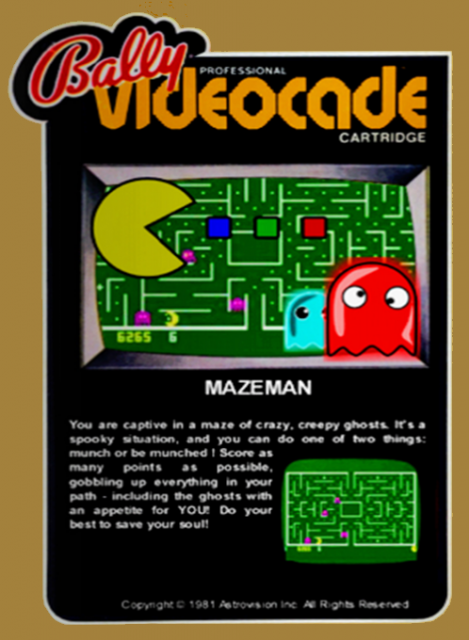 Bally
PROFESSIONAL
VIDEOCADE
CARTRIDGE
6265 6
MAZEMAN
You are captive in a maze of crazy, creepy ghosts. It's a
spooky situation, and you can do one of two things:
munch or be munched ! Score as
many points as possible,
gobbling up everything in your
path - including the ghosts with
an appetite for YOU! Do your
best to save your soul!
Copyright © 1981 Astrovision Inc. All Rights Reserved